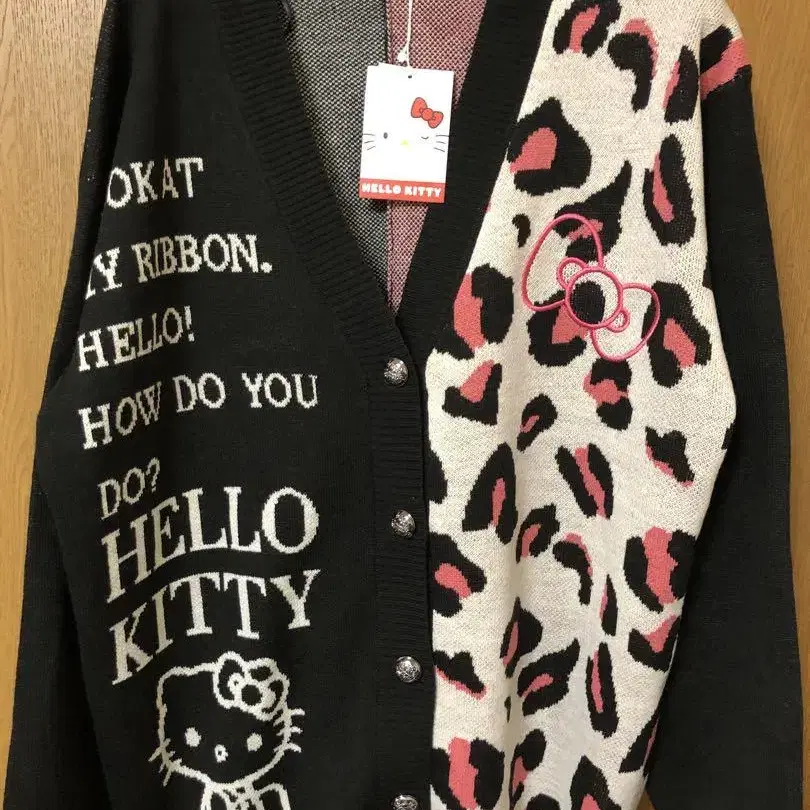 OKAT
Y RIBBON.
HELLO!
HOW DO YOU
DO?
HELLO
KITTY
HELLO KITTY